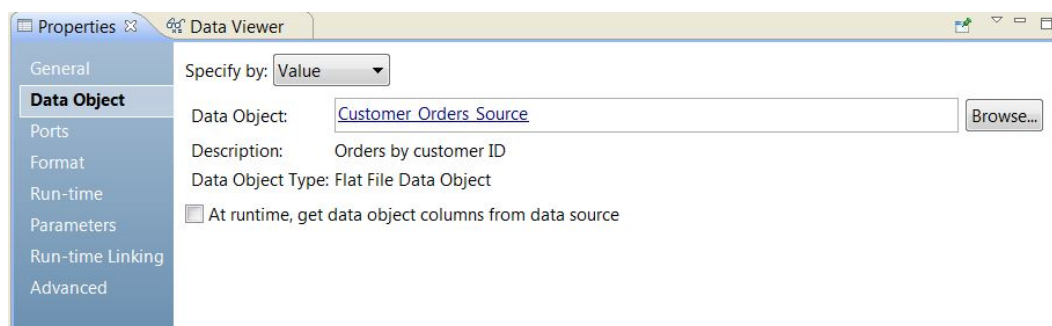 Properties Data Viewer
General
Data Object
Ports
Format
Run-time
Parameters
Run-time Linking
Advanced
Specify by: Value
Data Object: Customer_Orders_Source Browse...
Description: Orders by customer ID
Data Object Type: Flat File Data Object
At runtime, get data object columns from data source